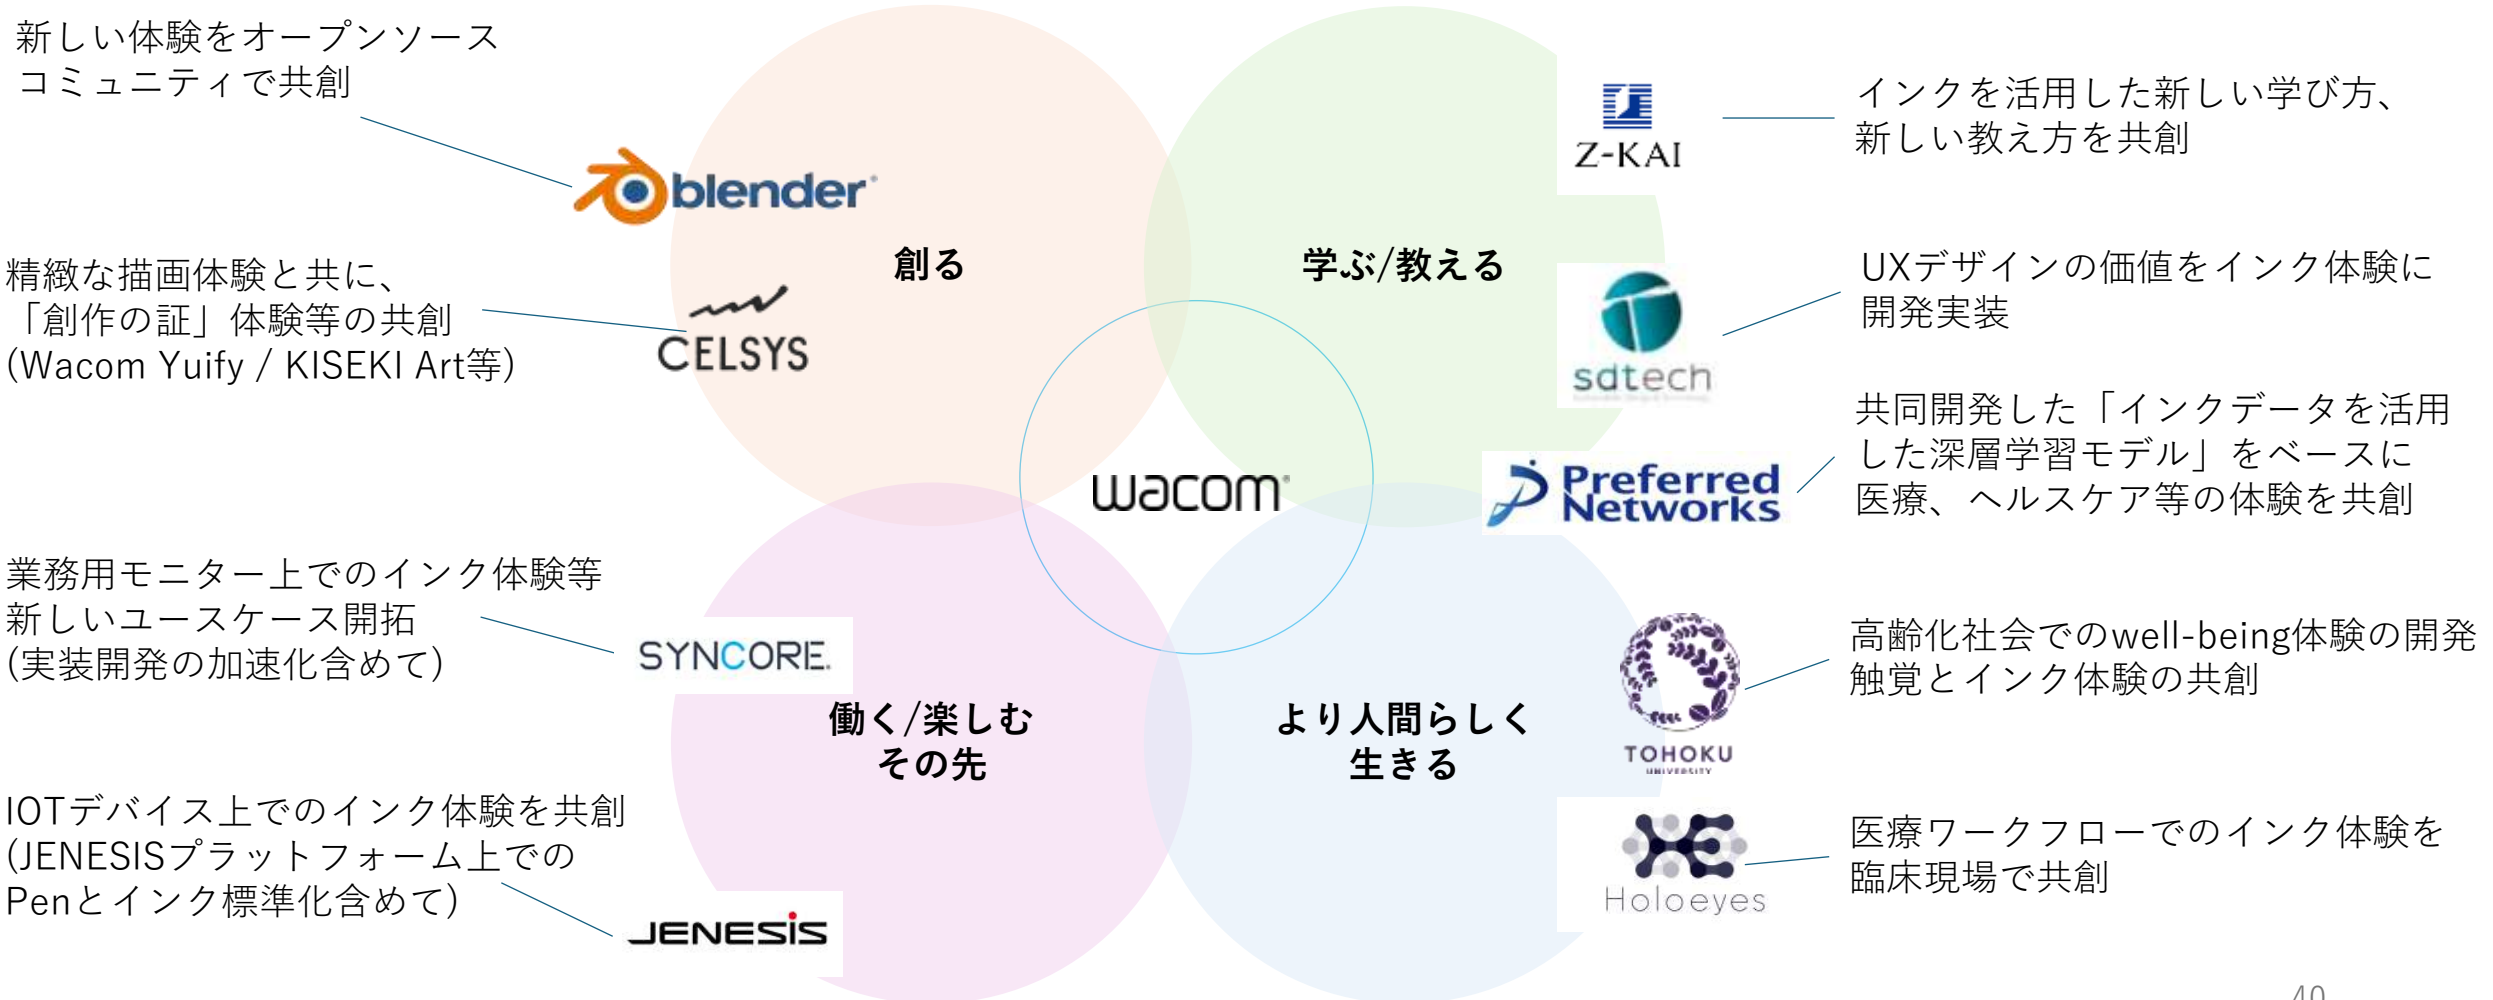 新しい体験をオープンソース
コミュニティで共創
blender
精緻な描画体験と共に、
「創作の証」体験等の共創
(Wacom Yuify / KISEKI Art等)
CELSYS
創る
学ぶ/教える
Z-KAI
インクを活用した新しい学び方、
新しい教え方を共創
sdtech
UXデザインの価値をインク体験に
開発実装
Preferred
Networks
共同開発した「インクデータを活用
した深層学習モデル」をベースに
医療、ヘルスケア等の体験を共創
wacom
業務用モニター上でのインク体験等
新しいユースケース開拓
(実装開発の加速化含めて)
SYNCORE
働く/楽しむ
その先
より人間らしく
生きる
TOHOKU
UNIVERSITY
高齢化社会でのwell-being体験の開発
触覚とインク体験の共創
IOTデバイス上でのインク体験を共創
(JENESISプラットフォーム上での
Penとインク標準化含めて)
JENESIS
Holoeyes
医療ワークフローでのインク体験を
臨床現場で共創
40